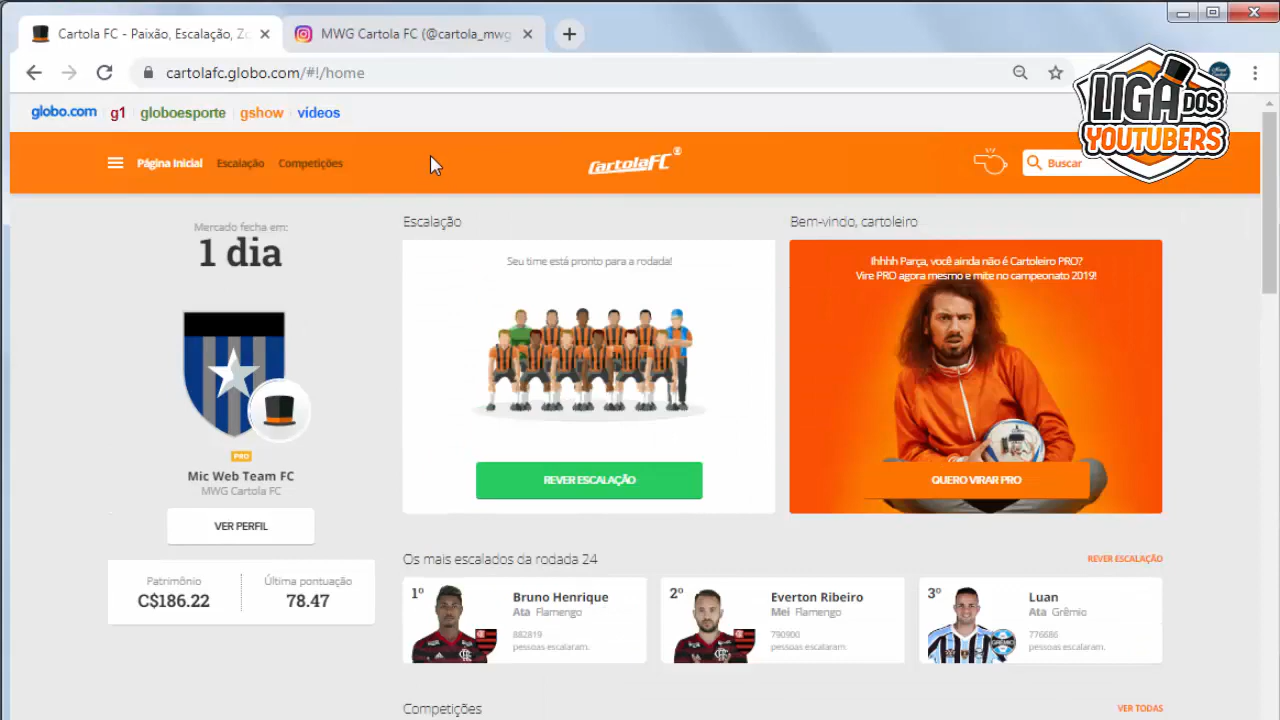 Cartola FC - Paixão, Escalação, Zo
MWG Cartola FC (@cartola_mwg
cartolafc.globo.com/#!/home
globo.com g1 globoesporte gshow videos
LIGA DOS
YOUTUBERS
Página Inicial Escalação Competições
CartolaFC
Buscar
Mercado fecha em:
1 dia
PRO
Mic Web Team FC
MWG Cartola FC
VER PERFIL
Patrimônio
C$186.22
Última pontuação
78.47
Escalação
Seu time está pronto para a rodada!
REVER ESCALAÇÃO
Bem-vindo, cartoleiro
Ihhhh Parça, você ainda não é Cartoleiro PRO?
Vire PRO agora mesmo e mite no campeonato 2019!
QUERO VIRAR PRO
Os mais escalados da rodada 24
REVER ESCALAÇÃO
1º
Bruno Henrique
Ata Flamengo
882819
pessoas escalaram.
2º
Everton Ribeiro
Mei Flamengo
790900
pessoas escalaram.
3º
Luan
Ata Grêmio
776686
pessoas escalaram.
Competições
VER TODAS